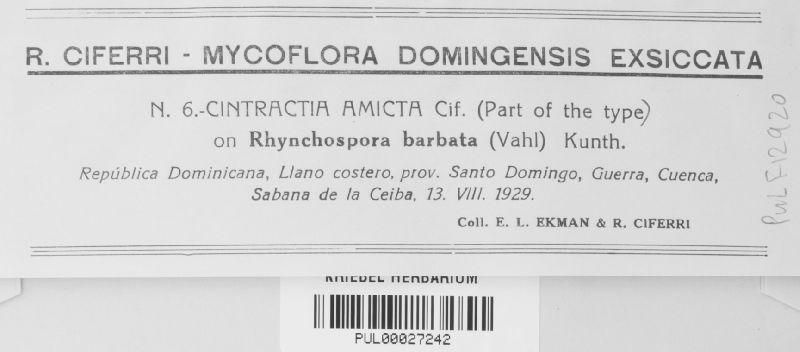 R. CIFERRI - MYCOFLORA DOMINGENSIS EXSICCATA
N. 6.-CINTRACTIA AMICTA Cif. (Part of the type)
on Rhynchospora barbata (Vahl) Kunth.
República Dominicana, Llano costero, prov. Santo Domingo, Guerra, Cuenca,
Sabana de la Ceiba, 13. VIII. 1929.
Coll. E. L. EKMAN & R. CIFERRI
PUL F12920
KRIEBEL HERBARIUM
PUL00027242